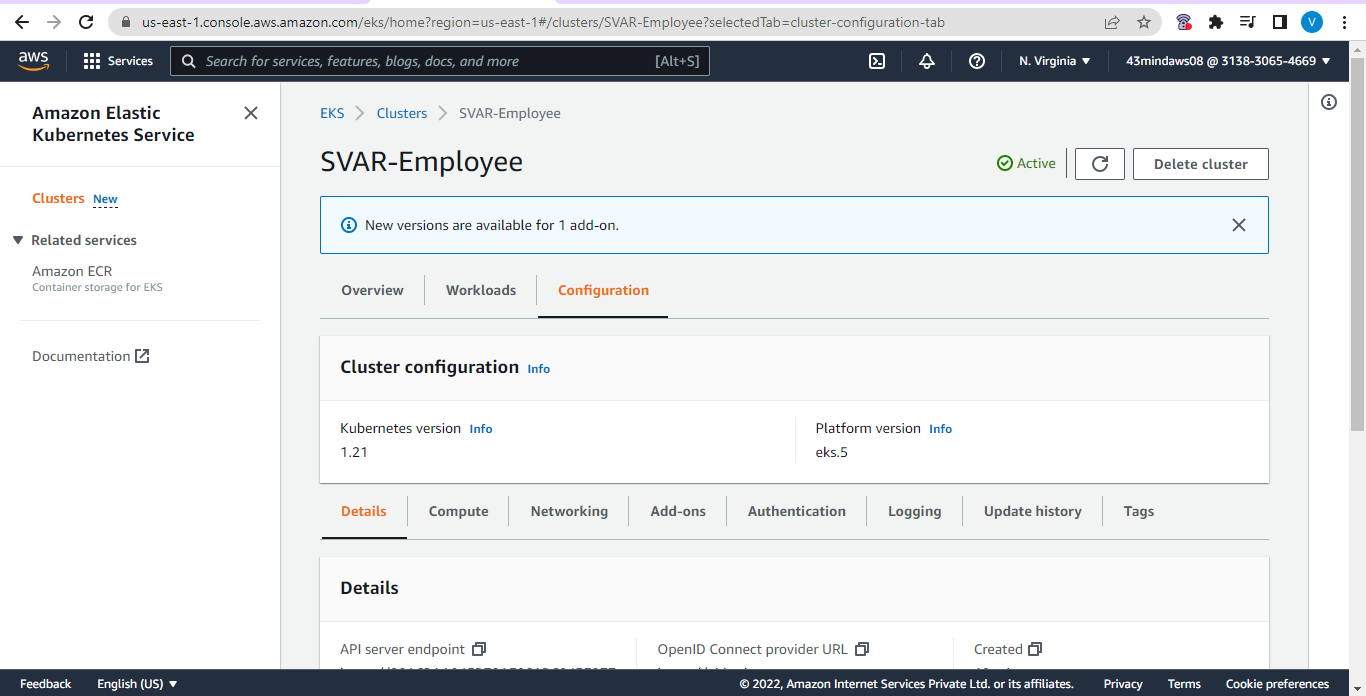 us-east-1.console.aws.amazon.com/eks/home?region=us-east-1#/clusters/SVAR-Employee?selectedTab=cluster-configuration-tab
V
aws Services Search for services, features, blogs, docs, and more [Alt+S] N. Virginia 43mindaws08 @ 3138-3065-4669
Amazon Elastic
Kubernetes Service
Clusters New
Related services
Amazon ECR
Container storage for EKS
Documentation
EKS Clusters SVAR-Employee
SVAR-Employee
Active Delete cluster
New versions are available for 1 add-on.
Overview Workloads Configuration
Cluster configuration Info
Kubernetes version Info Platform version Info
1.21 eks.5
Details Compute Networking Add-ons Authentication Logging Update history Tags
Details
API server endpoint OpenID Connect provider URL Created
Feedback English (US) © 2022, Amazon Internet Services Private Ltd. or its affiliates. Privacy Terms Cookie preferences